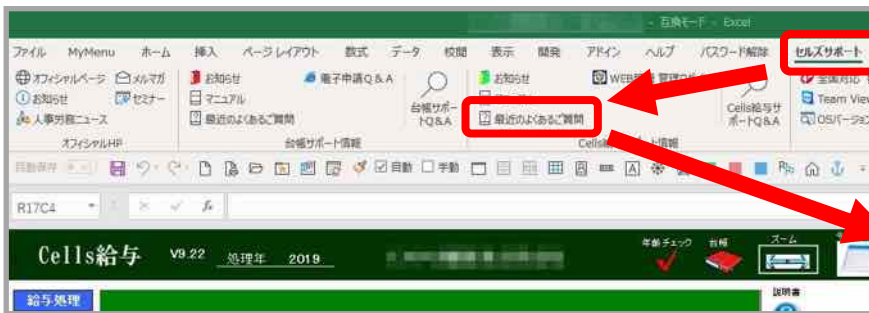 - 互換モード - Excel
ファイル MyMenu ホーム 挿入 ページレイアウト 数式 データ 校閲 表示 開発 アドイン ヘルプ パスワード解除 セルズサポート
オフィシャルページ メルマガ お知らせ 電子申請Q&A お知らせ
お知らせ セミナー マニュアル 台帳サポートQ&A Cells給与サポートQ&A Team View
人事労務ニュース 最近のよくあるご質問 最近のよくあるご質問 OSバージョ
オフィシャルHP 台帳サポート情報
自動 手動
R17C4 fx
Cells給与 V9.22 処理年 2019 年齢チェック 台帳 ズーム
給与処理 説明書